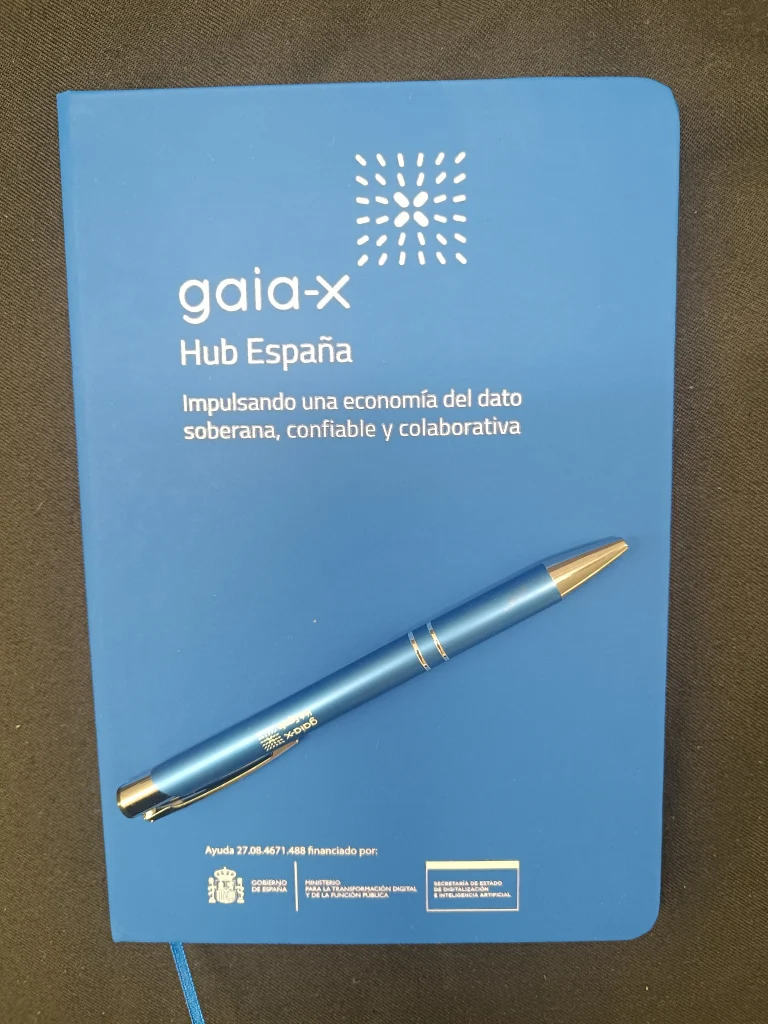 gaia-x
Hub España
Impulsando una economía del dato
soberana, confiable y colaborativa
gaia-x
Ayuda 27.08.4671.488 financiado por:
GOBIERNO
DE ESPAÑA
MINISTERIO
PARA LA TRANSFORMACIÓN DIGITAL
Y DE LA FUNCIÓN PÚBLICA
SECRETARÍA DE ESTADO
DE DIGITALIZACIÓN
E INTELIGENCIA ARTIFICIAL